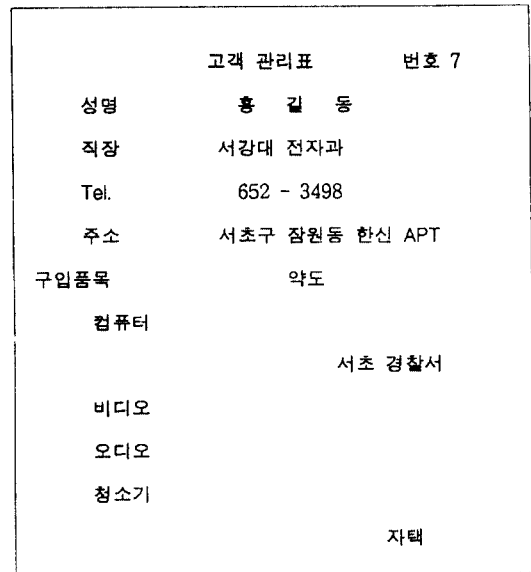 고객 관리표 번호 7
성명 홍 길 동
직장 서강대 전자과
Tel. 652 - 3498
주소 서초구 잠원동 한신 APT
구입품목 약도
컴퓨터
서초 경찰서
비디오
오디오
청소기
자택